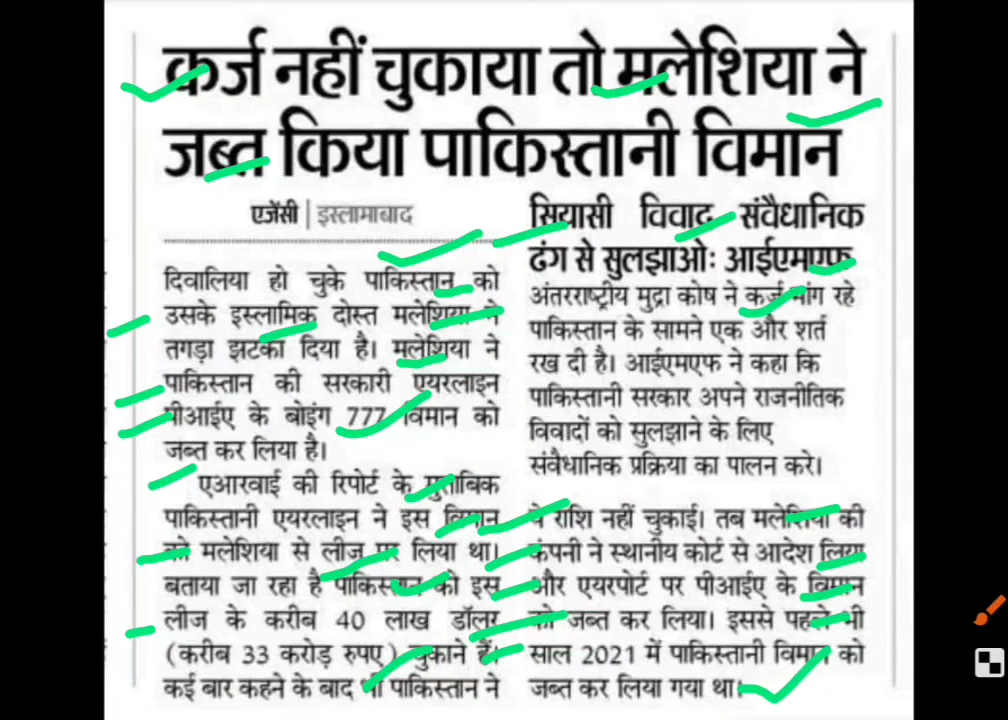 कर्ज नहीं चुकाया तो मलेशिया ने
जब्त किया पाकिस्तानी विमान
एजेंसी | इस्लामाबाद
दिवालिया हो चुके पाकिस्तान को
उसके इस्लामिक दोस्त मलेशिया ने
तगड़ा झटका दिया है। मलेशिया ने
पाकिस्तान की सरकारी एयरलाइन
पीआईए के बोइंग 777 विमान को
जब्त कर लिया है।
एआरवाई की रिपोर्ट के मुताबिक
पाकिस्तानी एयरलाइन ने इस विमान
को मलेशिया से लीज पर लिया था।
बताया जा रहा है पाकिस्तान को इस
लीज के करीब 40 लाख डॉलर
(करीब 33 करोड़ रुपए) चुकाने हैं।
कई बार कहने के बाद भी पाकिस्तान ने
सियासी विवाद संवैधानिक
ढंग से सुलझाओः आईएमएफ
अंतरराष्ट्रीय मुद्रा कोष ने कर्ज मांग रहे
पाकिस्तान के सामने एक और शर्त
रख दी है। आईएमएफ ने कहा कि
पाकिस्तानी सरकार अपने राजनीतिक
विवादों को सुलझाने के लिए
संवैधानिक प्रक्रिया का पालन करे।
ये राशि नहीं चुकाई। तब मलेशिया की
कंपनी ने स्थानीय कोर्ट से आदेश लिया
और एयरपोर्ट पर पीआईए के विमान
को जब्त कर लिया। इससे पहले भी
साल 2021 में पाकिस्तानी विमान को
जब्त कर लिया गया था।